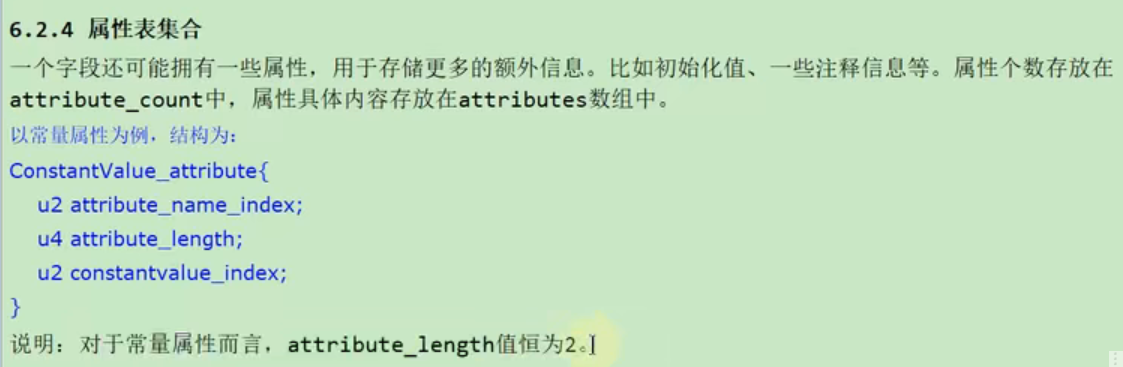 6.2.4 属性表集合
一个字段还可能拥有一些属性，用于存储更多的额外信息。比如初始化值、一些注释信息等。属性个数存放在
attribute_count中，属性具体内容存放在attributes数组中。
以常量属性为例，结构为：
ConstantValue_attribute{
u2 attribute_name_index;
u4 attribute_length;
u2 constantvalue_index;
}
说明：对于常量属性而言，attribute_length值恒为2。